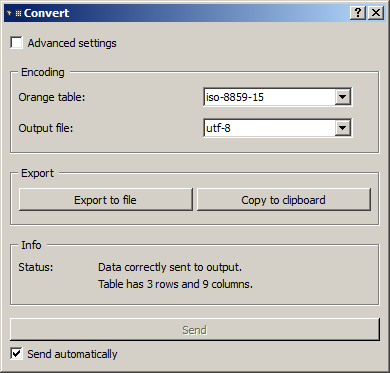 Convert
Advanced settings
Encoding
Orange table: iso-8859-15
Output file: utf-8
Export
Export to file Copy to clipboard
Info
Status: Data correctly sent to output.
Table has 3 rows and 9 columns.
Send
Send automatically